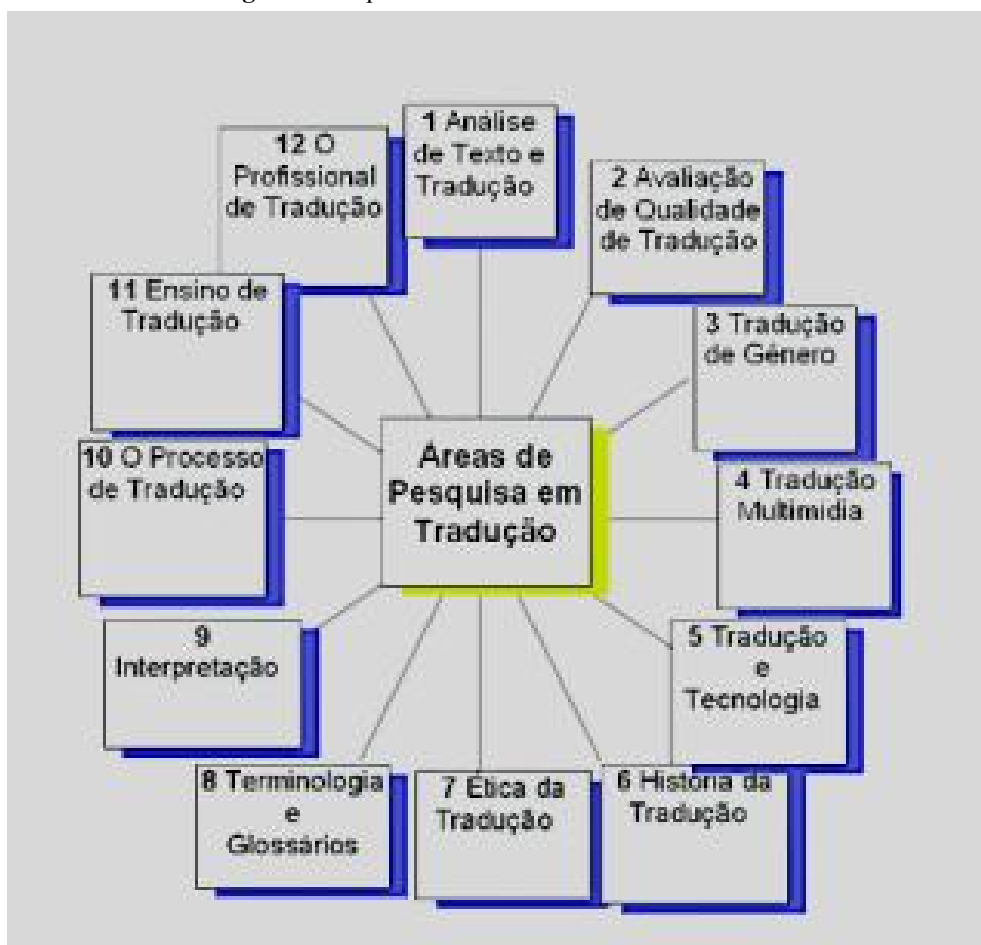 Áreas de
Pesquisa em
Tradução
1 Análise
de Texto e
Tradução
2 Avaliação
de Qualidade
de Tradução
3 Tradução
de Gênero
4 Tradução
Multimídia
5 Tradução
e
Tecnologia
6 História da
Tradução
7 Ética da
Tradução
8 Terminologia
e
Glossários
9
Interpretação
10 O Processo
de Tradução
11 Ensino de
Tradução
12 O
Profissional
de Tradução